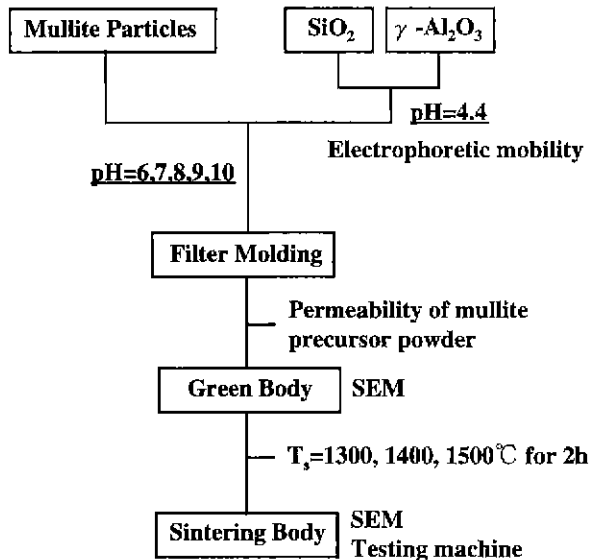 Mullite Particles
SiO₂
γ -Al₂O₃
pH=4.4
Electrophoretic mobility
pH=6,7,8,9,10
Filter Molding
Permeability of mullite
precursor powder
Green Body
SEM
Tₛ=1300, 1400, 1500℃ for 2h
Sintering Body
SEM
Testing machine